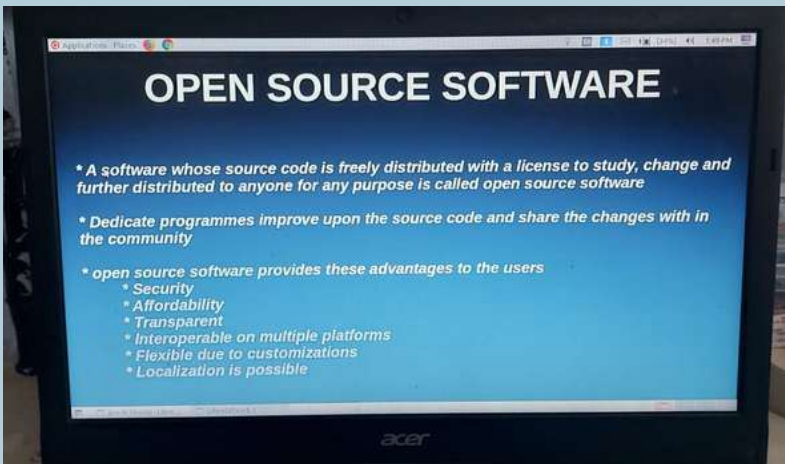 Applications Places
1:49 PM
OPEN SOURCE SOFTWARE
* A software whose source code is freely distributed with a license to study, change and
further distributed to anyone for any purpose is called open source software
* Dedicate programmes improve upon the source code and share the changes with in
the community
* open source software provides these advantages to the users
* Security
* Affordability
* Transparent
* Interoperable on multiple platforms
* Flexible due to customizations
* Localization is possible
acer